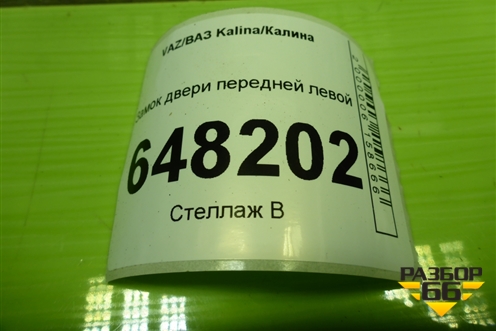 VAZ/ВАЗ Kalina/Калина
Замок двери передней левой
648202
Стеллаж В
РАЗБОР
66